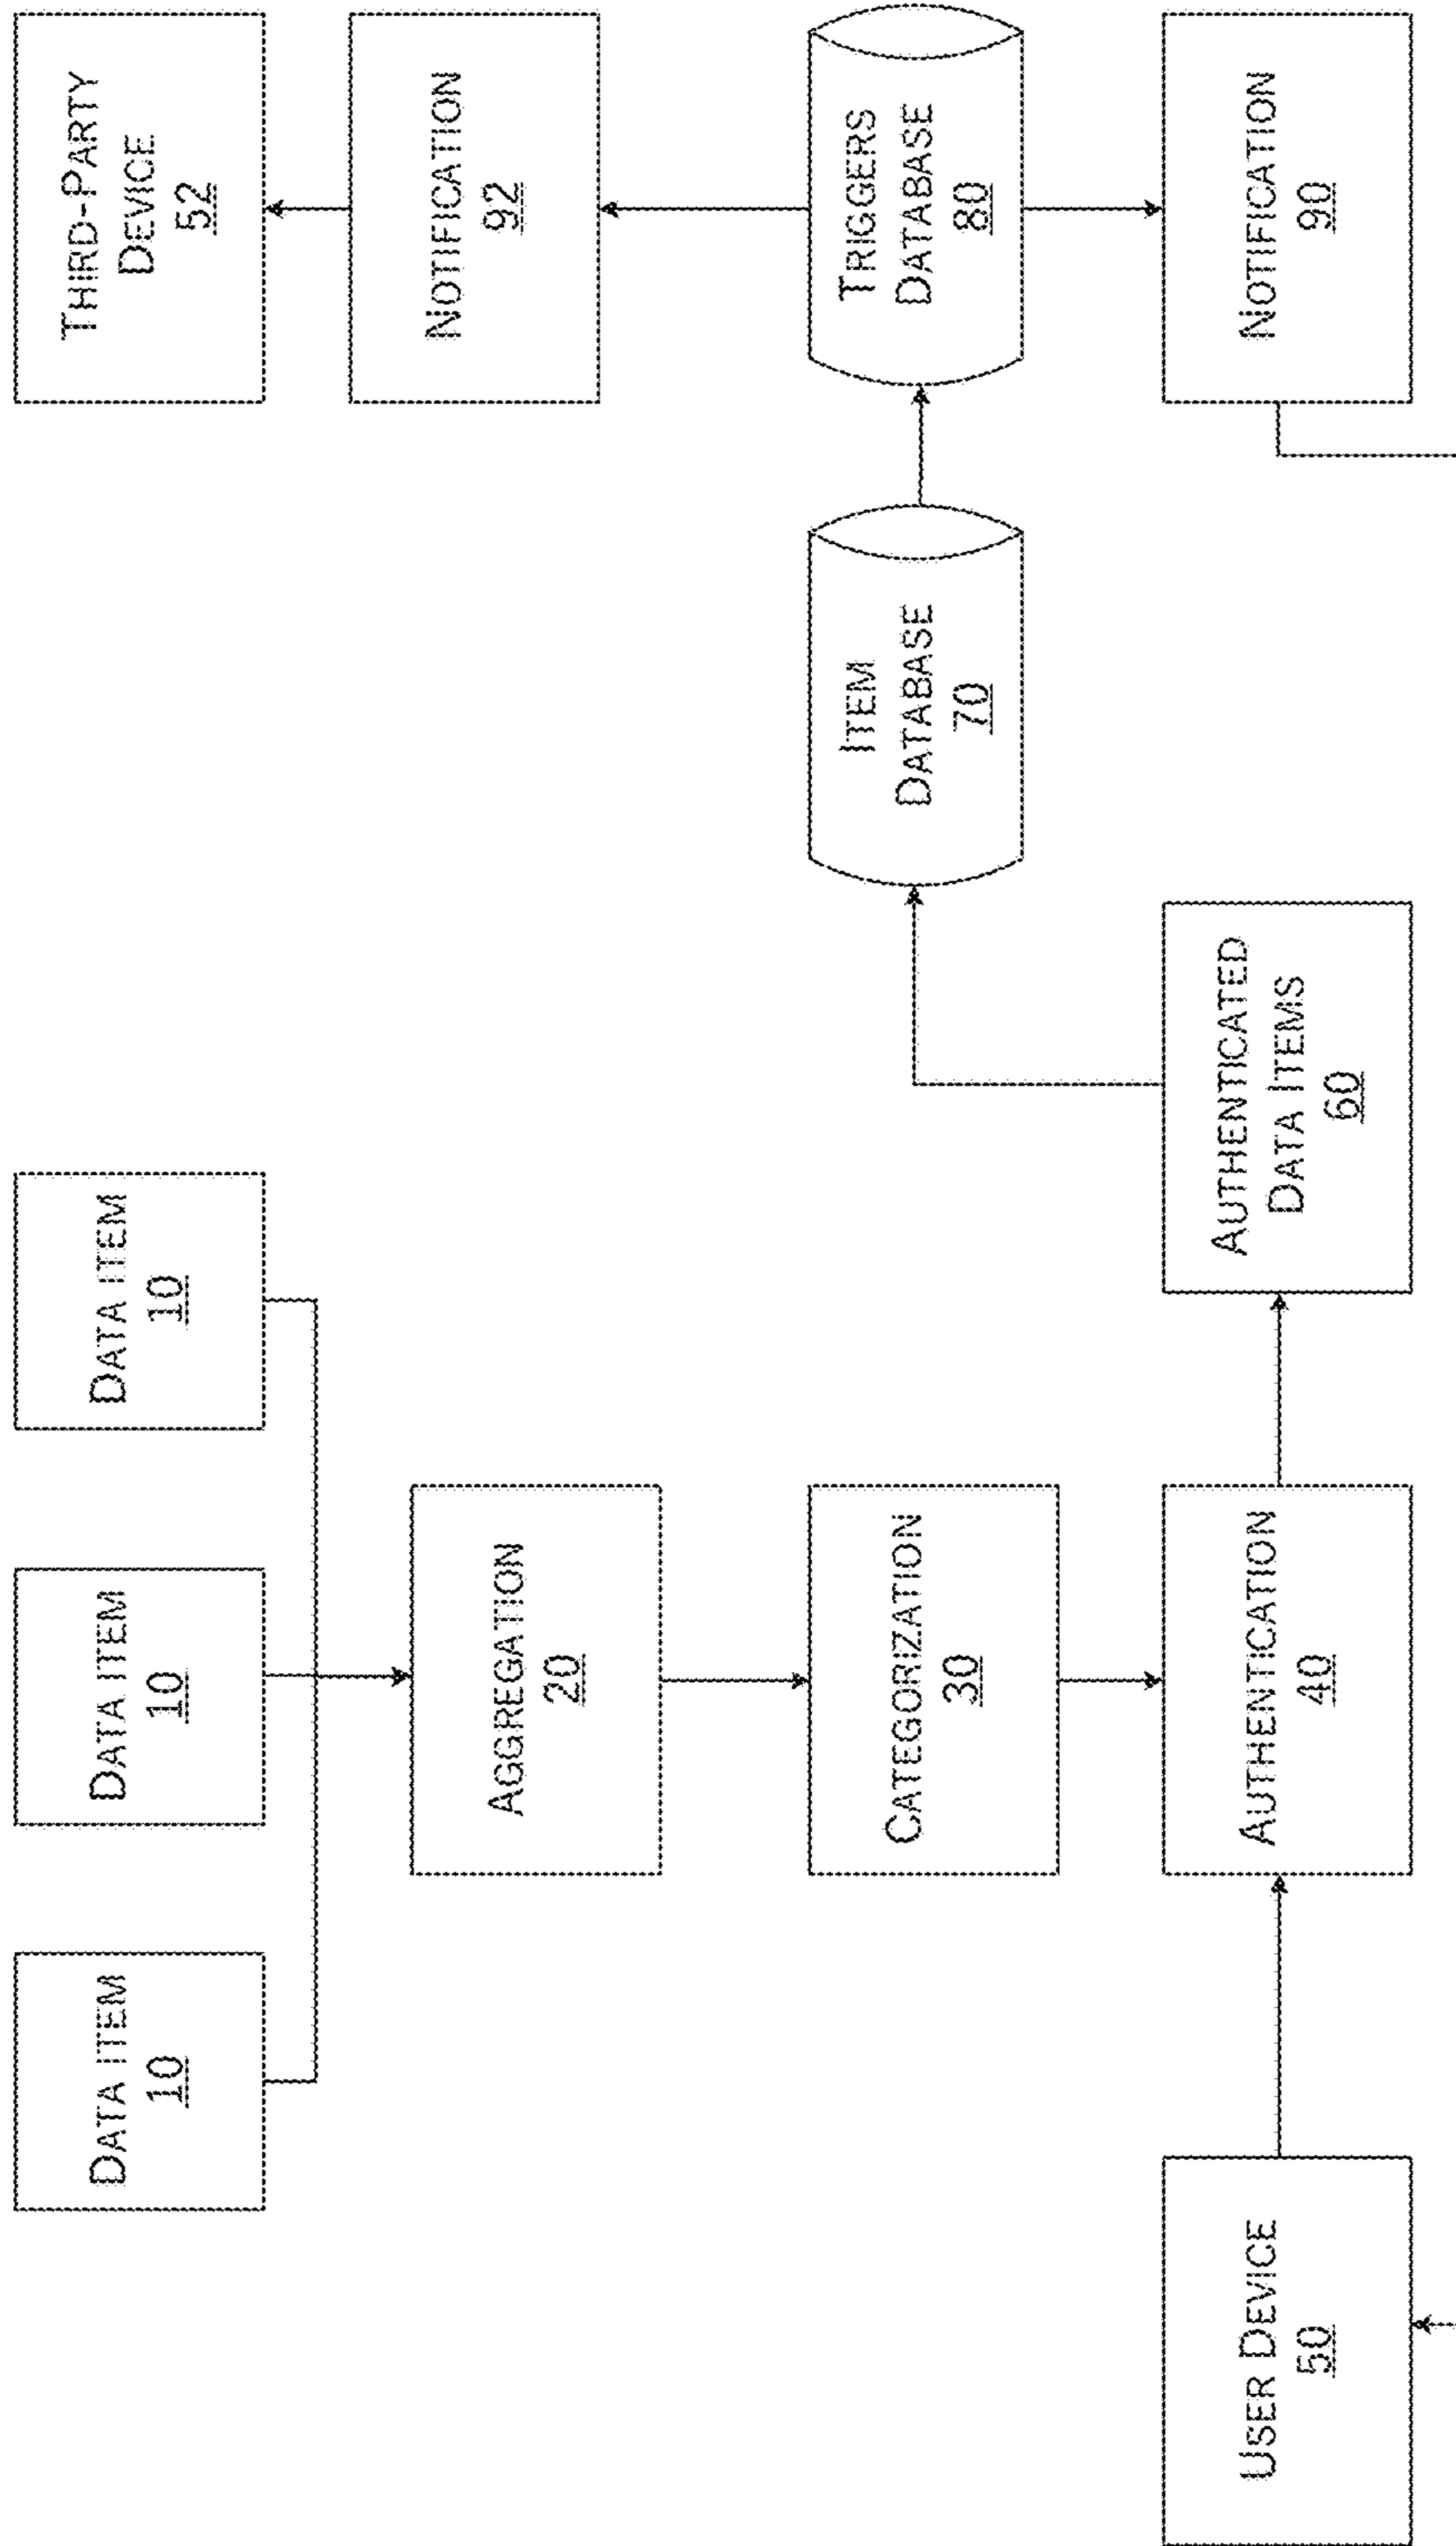 DATA ITEM
10
DATA ITEM
10
DATA ITEM
10
THIRD-PARTY
DEVICE
52
AGGREGATION
20
NOTIFICATION
92
CATEGORIZATION
30
ITEM
DATABASE
70
TRIGGERS
DATABASE
80
USER DEVICE
50
AUTHENTICATION
40
AUTHENTICATED
DATA ITEMS
60
NOTIFICATION
90